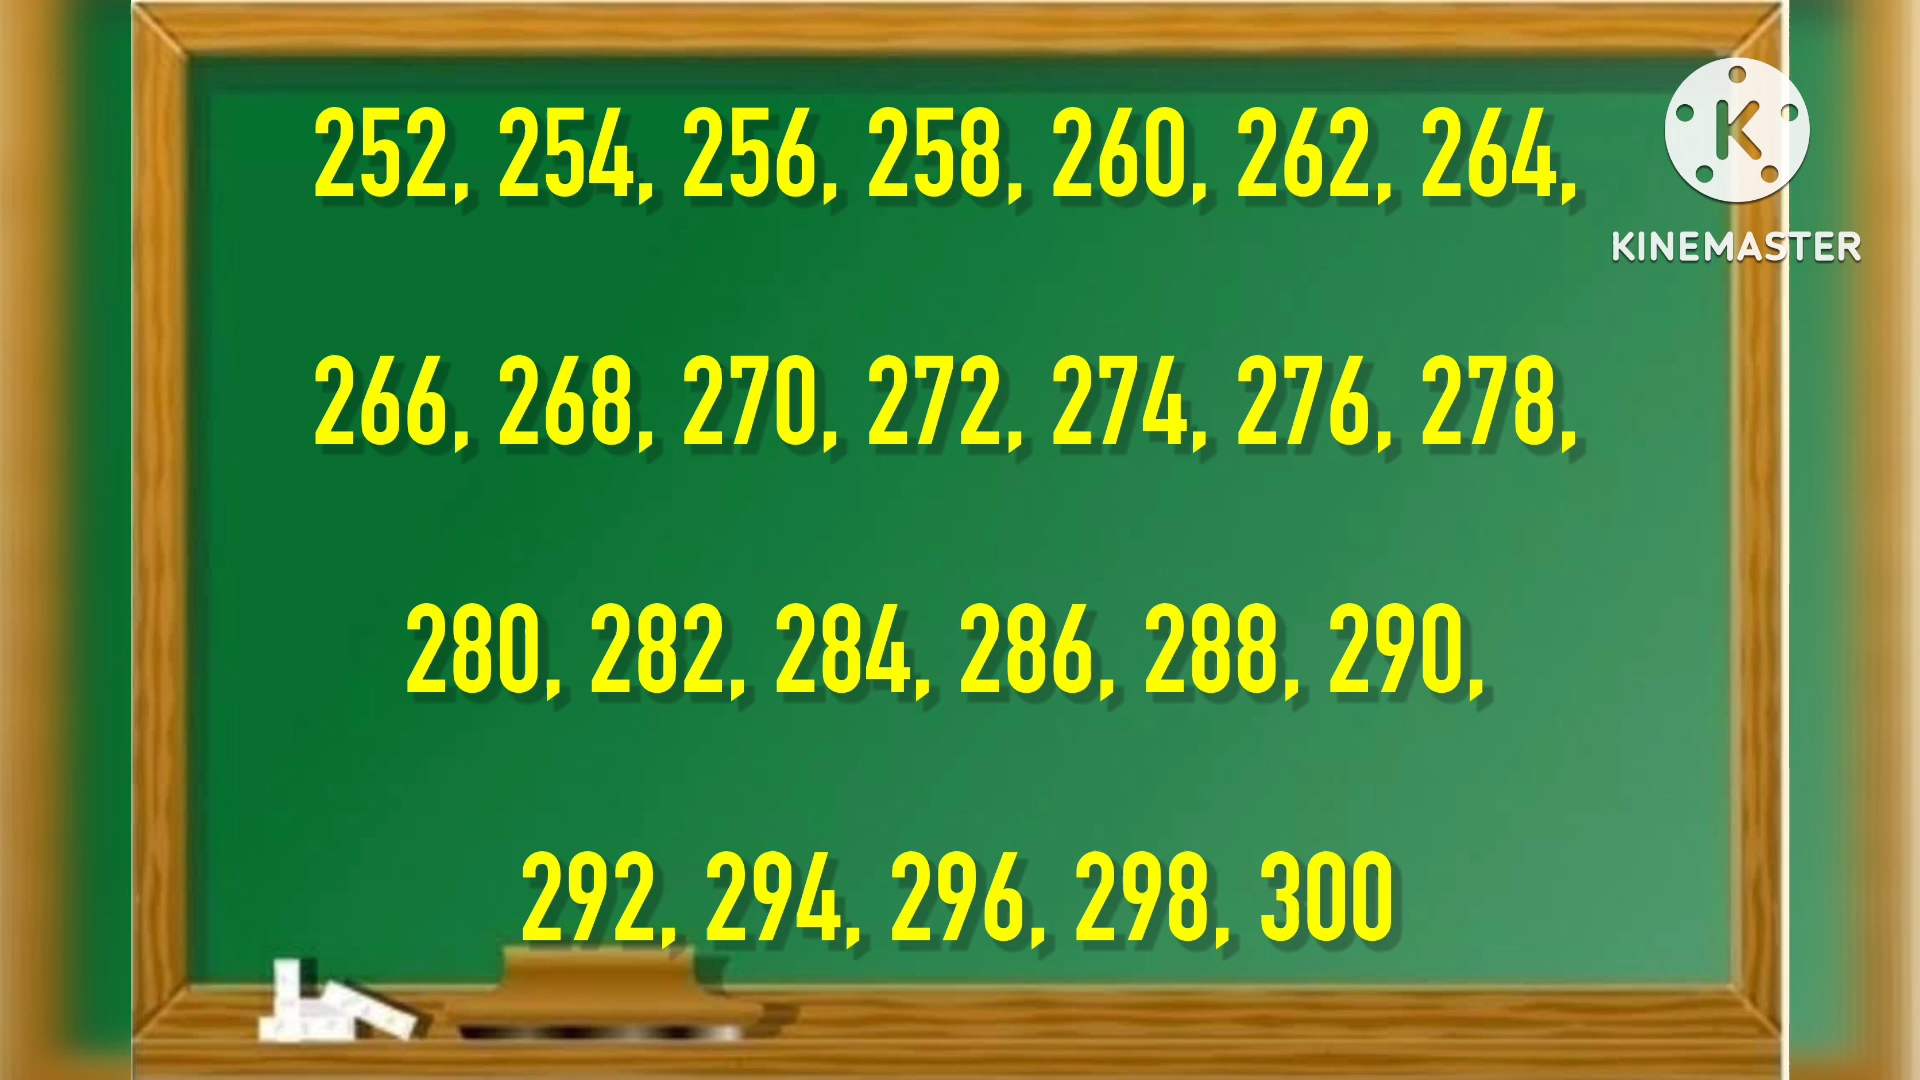 252, 254, 256, 258, 260, 262, 264,
KINEMASTER
266, 268, 270, 272, 274, 276, 278,
280, 282, 284, 286, 288, 290,
292, 294, 296, 298, 300